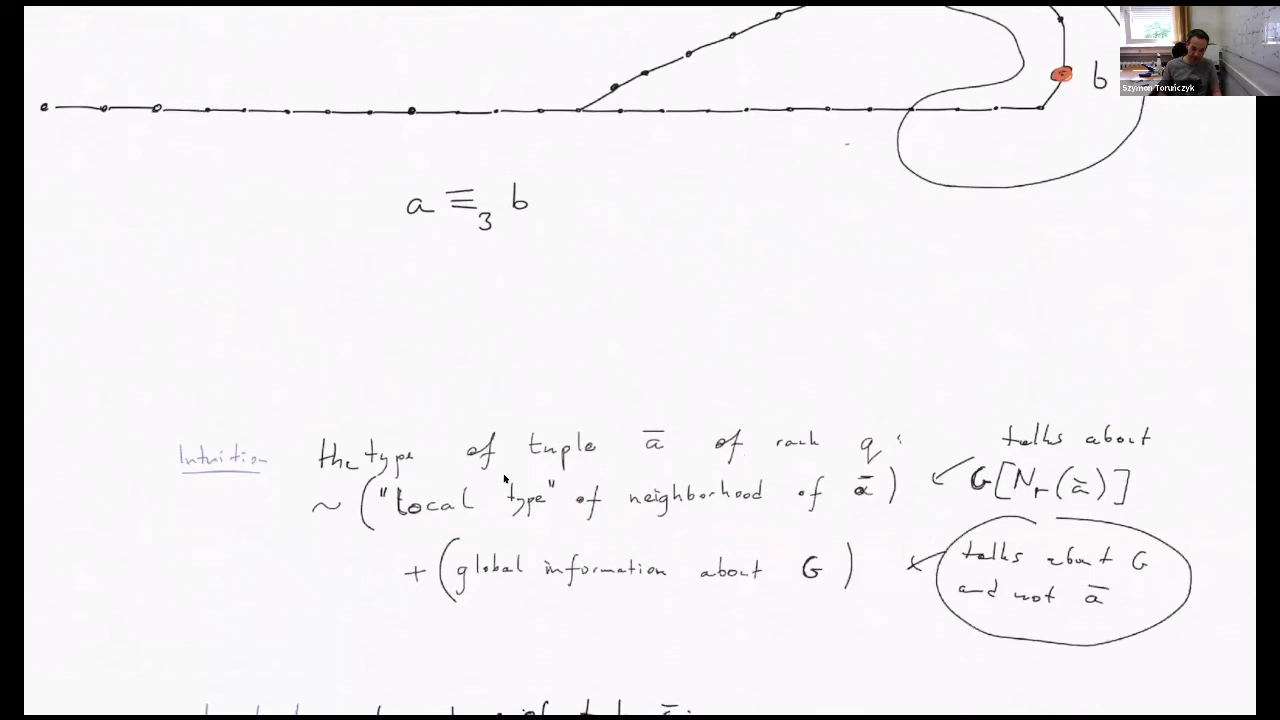 b
Szymon Toruńczyk
a ≡₃ b
Intuition the type of tuple ā of rank q: talks about
~ ("local type" of neighborhood of ā) ↙ G[Nᵣ(ā)]
+ (global information about G) ↙ talks about G
and not ā